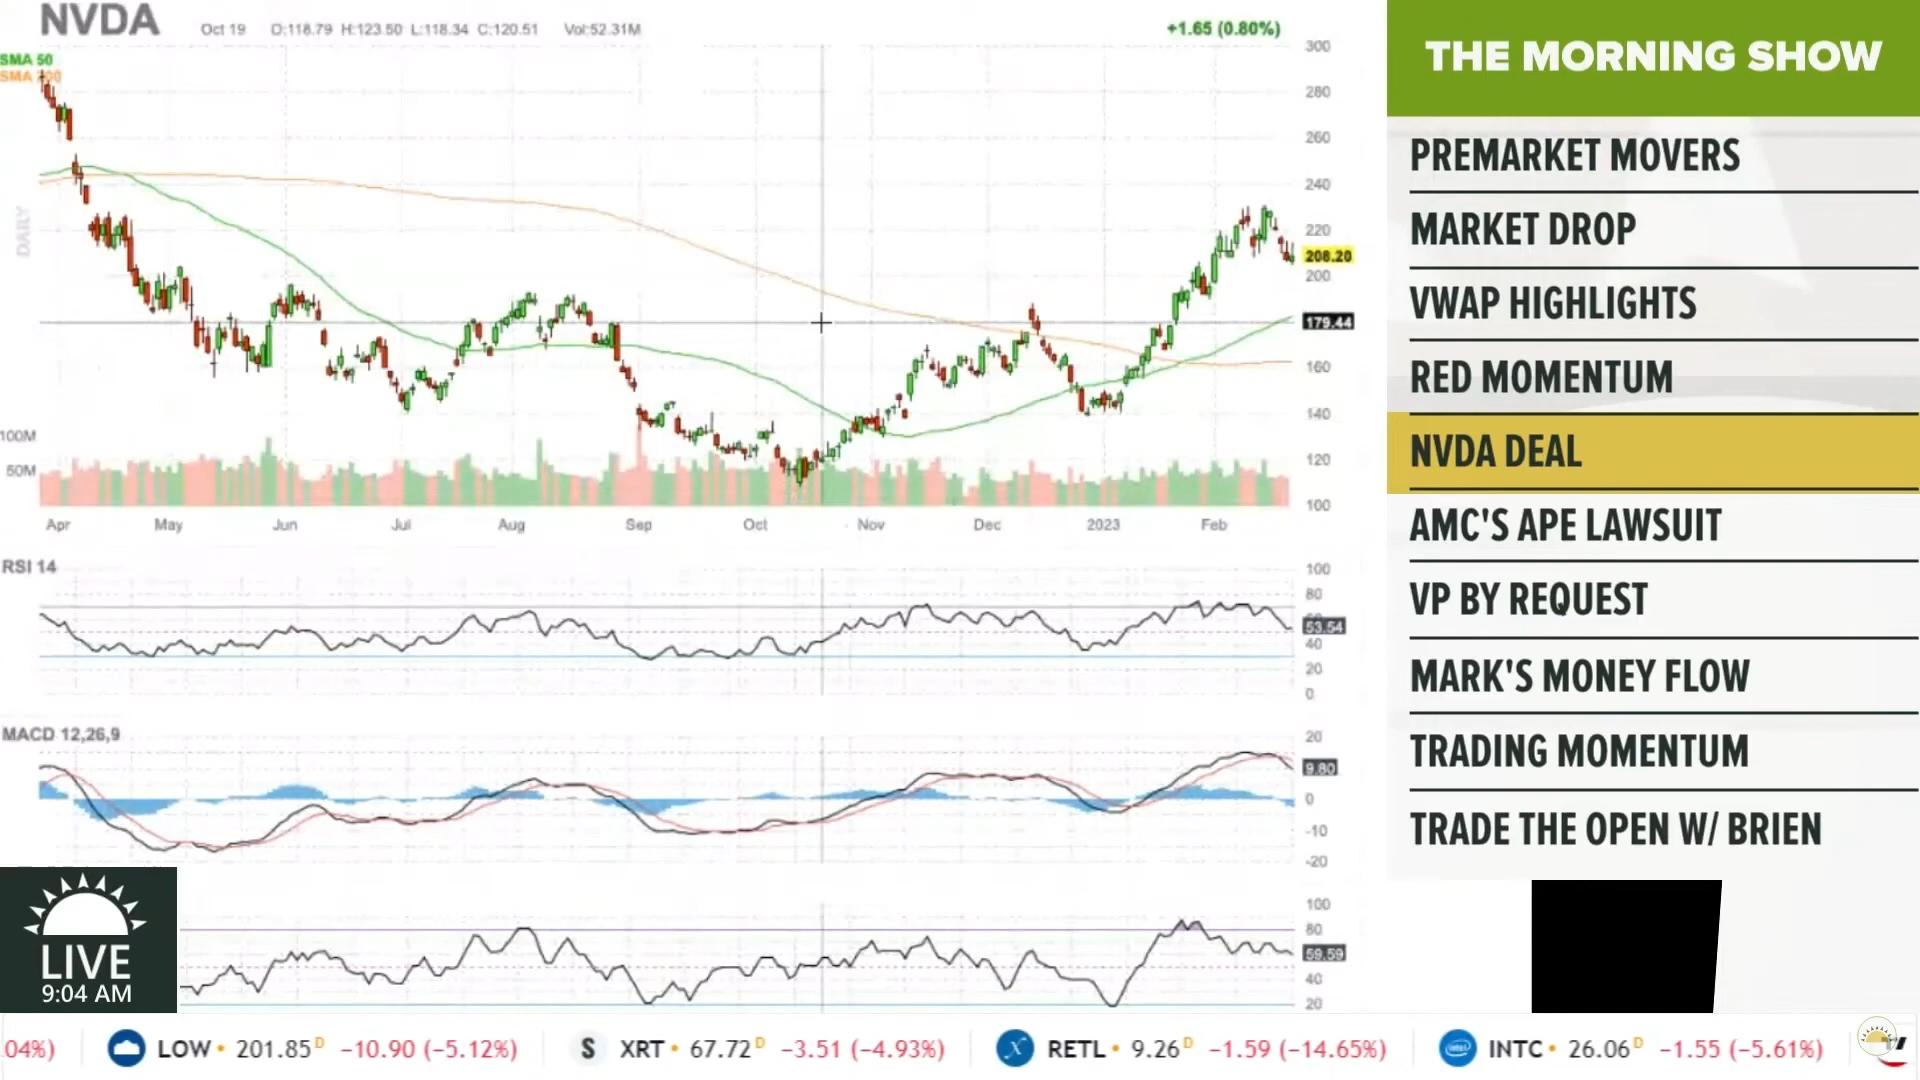 NVDA Oct 19 O:118.79 H:123.50 L:118.34 C:120.51 Vol:52.31M +1.65 (0.80%)
SMA 50
SMA 200
DAILY
300
280
260
240
220
208.20
200
179.44
160
140
120
100
100M
50M
Apr May Jun Jul Aug Sep Oct Nov Dec 2023 Feb
RSI 14
100
80
53.54
40
20
0
MACD 12,26,9
20
9.80
0
-10
-20
100
80
59.59
40
20
THE MORNING SHOW
PREMARKET MOVERS
MARKET DROP
VWAP HIGHLIGHTS
RED MOMENTUM
NVDA DEAL
AMC'S APE LAWSUIT
VP BY REQUEST
MARK'S MONEY FLOW
TRADING MOMENTUM
TRADE THE OPEN W/ BRIEN
LIVE
9:04 AM
.04%) LOW • 201.85 D −10.90 (−5.12%) S XRT • 67.72 D −3.51 (−4.93%) X RETL • 9.26 D −1.59 (−14.65%) intel INTC • 26.06 D −1.55 (−5.61%)